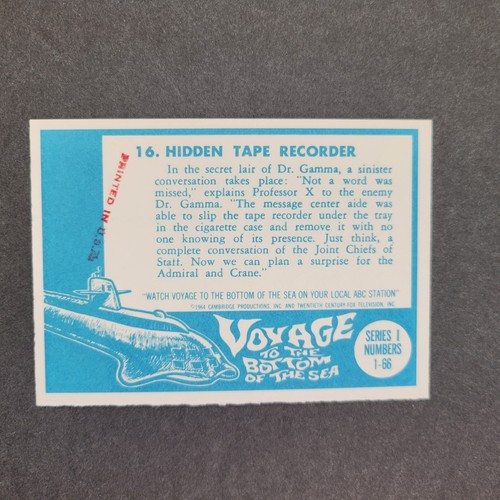 16. HIDDEN TAPE RECORDER
In the secret lair of Dr. Gamma, a sinister
conversation takes place: "Not a word was
missed," explains Professor X to the enemy
Dr. Gamma. "The message center aide was able
to slip the tape recorder under the tray
in the cigarette case and remove it with no
one knowing of its presence. Just think, a
complete conversation of the Joint Chiefs of
Staff. Now we can plan a surprise for the
Admiral and Crane."
"WATCH VOYAGE TO THE BOTTOM OF THE SEA ON YOUR LOCAL ABC STATION"
©1964 CAMBRIDGE PRODUCTIONS, INC. AND TWENTIETH CENTURY FOX TELEVISION, INC.
PRINTED IN U.S.A.
VOYAGE
TO THE
BOTTOM
OF THE SEA
SERIES I
NUMBERS
1-66